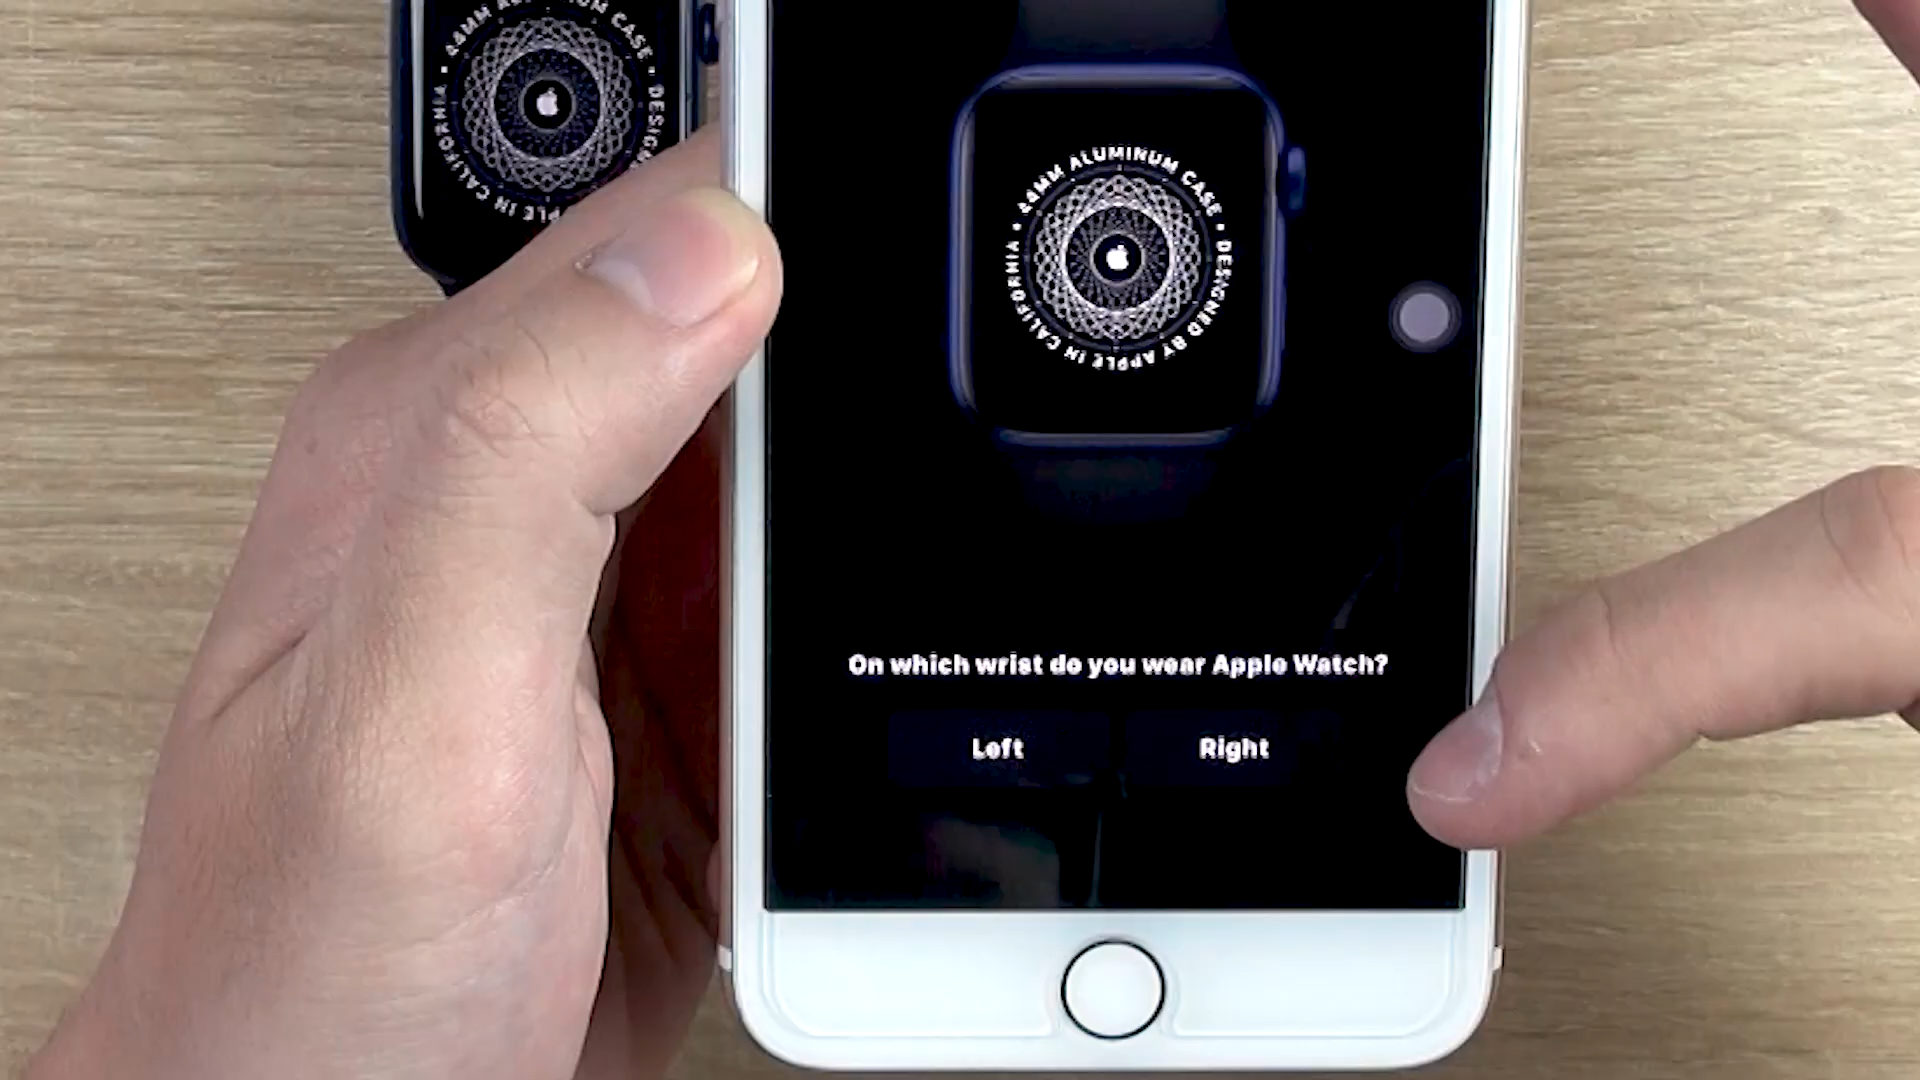 44MM ALUMINUM CASE • DESIGNED BY APPLE IN CALIFORNIA •
On which wrist do you wear Apple Watch?
Left
Right